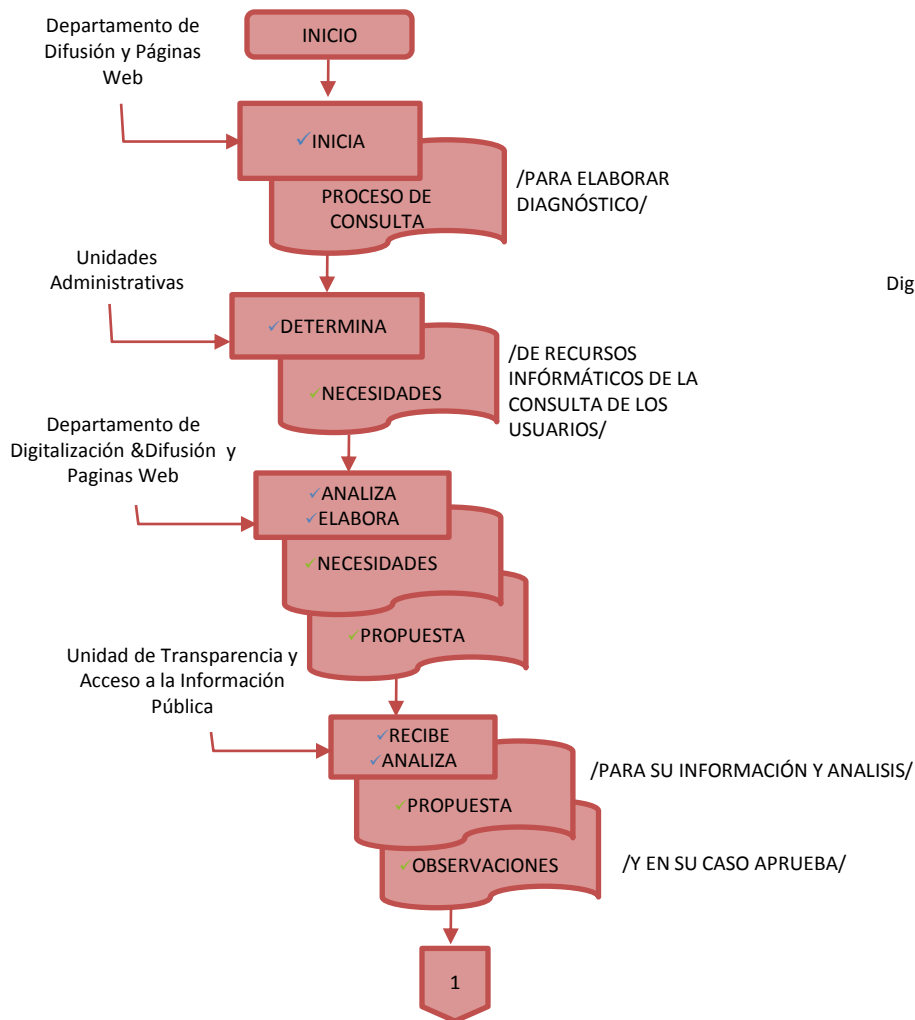 Departamento de
Difusión y Páginas
Web
INICIO
INICIA
PROCESO DE
CONSULTA
/PARA ELABORAR
DIAGNÓSTICO/
Unidades
Administrativas
Dig
DETERMINA
NECESIDADES
/DE RECURSOS
INFÓRMÁTICOS DE LA
CONSULTA DE LOS
USUARIOS/
Departamento de
Digitalización &Difusión y
Paginas Web
ANALIZA
ELABORA
NECESIDADES
PROPUESTA
Unidad de Transparencia y
Acceso a la Información
Pública
RECIBE
ANALIZA
PROPUESTA
/PARA SU INFORMACIÓN Y ANALISIS/
OBSERVACIONES
/Y EN SU CASO APRUEBA/
1